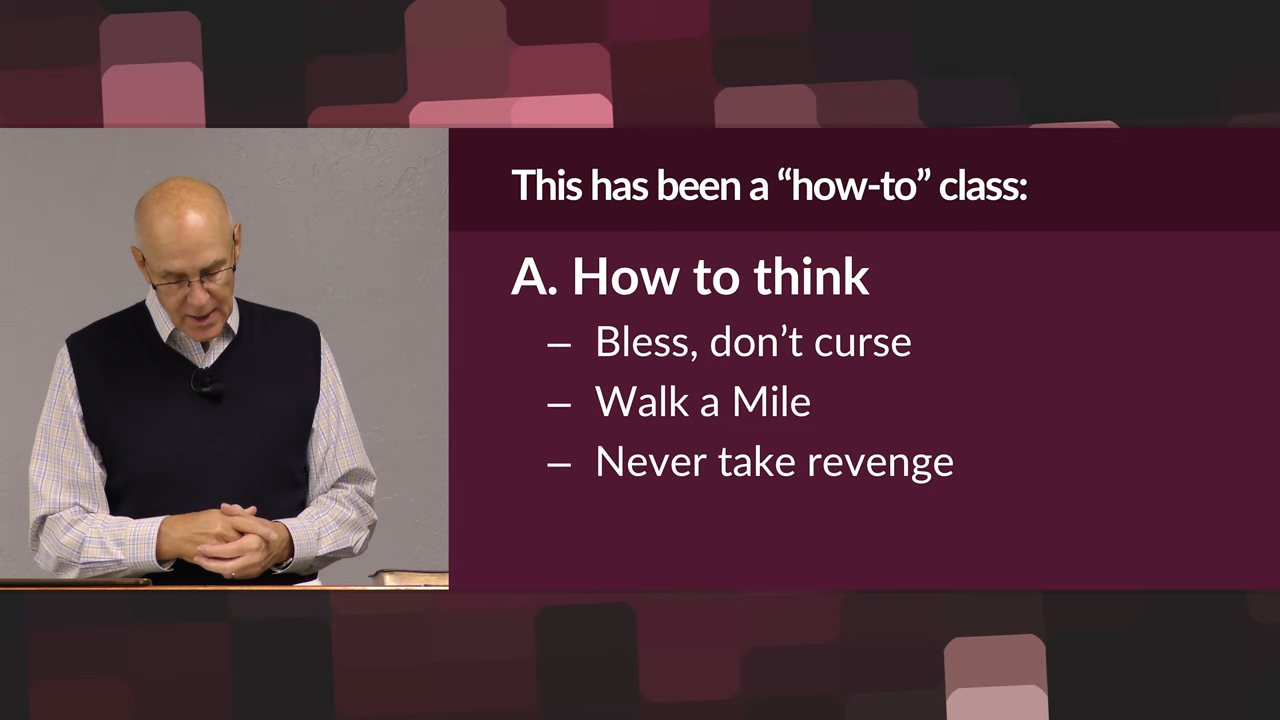 This has been a “how-to” class:
A. How to think
– Bless, don’t curse
– Walk a Mile
– Never take revenge